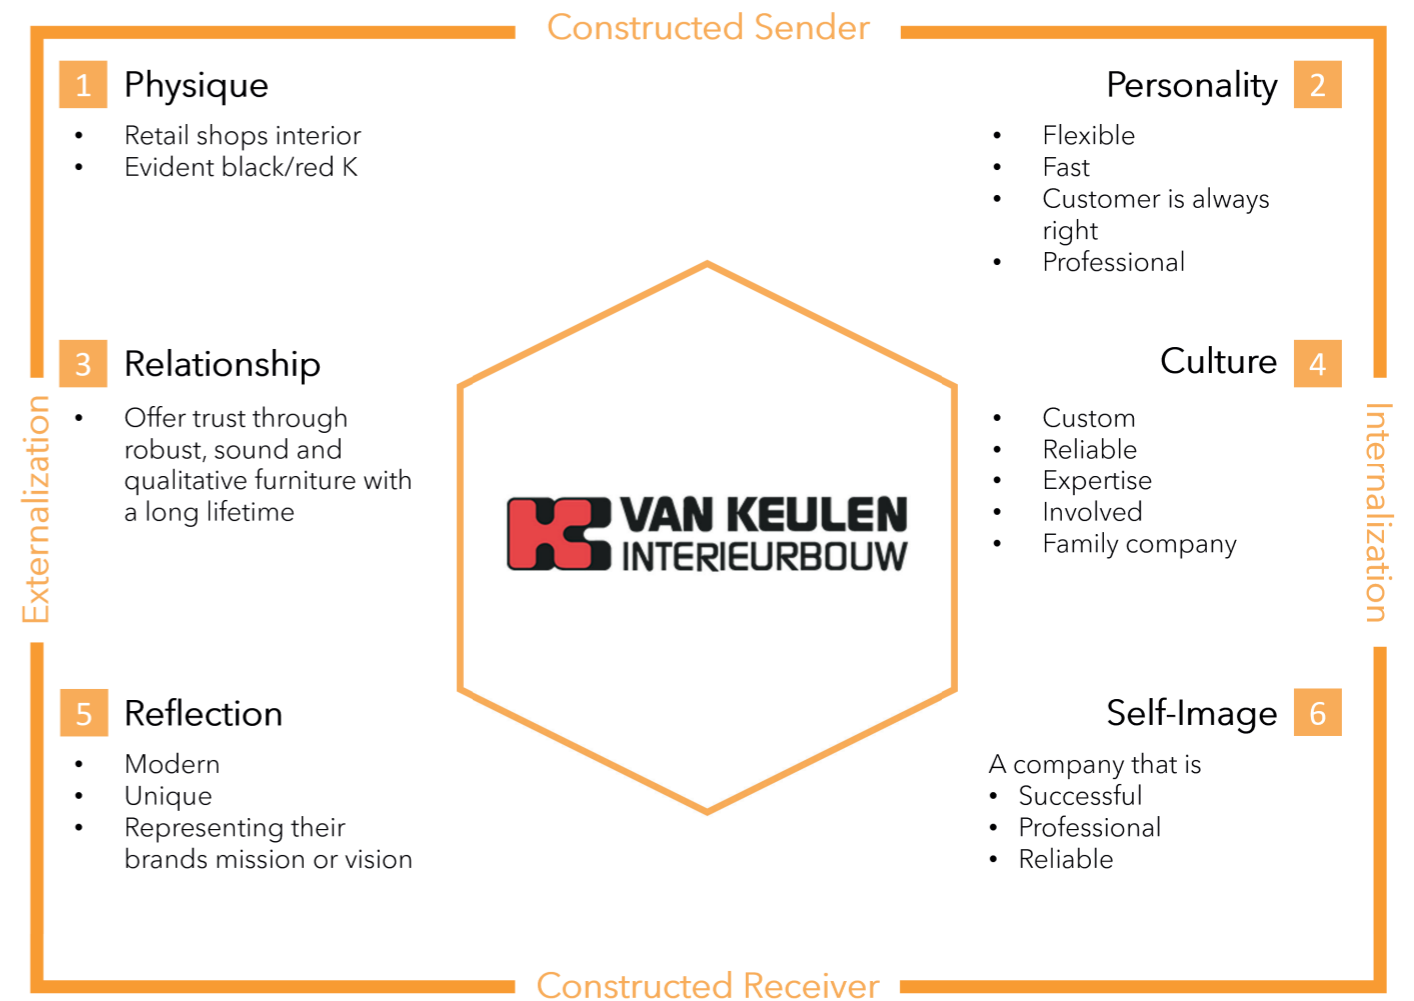 Constructed Sender
1 Physique
• Retail shops interior
• Evident black/red K
Personality 2
• Flexible
• Fast
• Customer is always
right
• Professional
3 Relationship
• Offer trust through
robust, sound and
qualitative furniture with
a long lifetime
Culture 4
• Custom
• Reliable
• Expertise
• Involved
• Family company
Externalization
Internalization
K VAN KEULEN
INTERIEURBOUW
5 Reflection
• Modern
• Unique
• Representing their
brands mission or vision
Self-Image 6
A company that is
• Successful
• Professional
• Reliable
Constructed Receiver